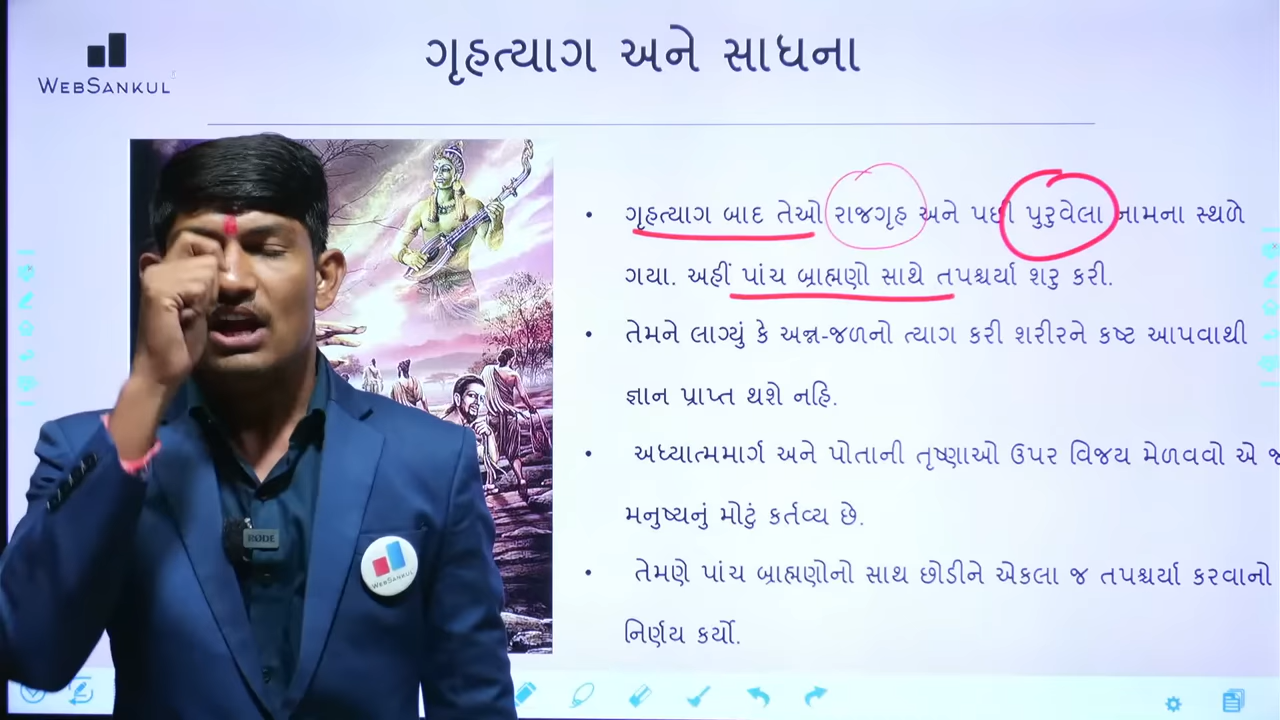 ગૃહત્યાગ અને સાધના
WEBSANKUL
• ગૃહત્યાગ બાદ તેઓ રાજગૃહ અને પછી પુરુવેલા નામના સ્થળે
ગયા. અહીં પાંચ બ્રાહ્મણો સાથે તપશ્ચર્યા શરુ કરી.
• તેમને લાગ્યું કે અન્ન-જળનો ત્યાગ કરી શરીરને કષ્ટ આપવાથી
જ્ઞાન પ્રાપ્ત થશે નહિ.
• અધ્યાત્મમાર્ગ અને પોતાની તૃષ્ણાઓ ઉપર વિજય મેળવવો એ જ
મનુષ્યનું મોટું કર્તવ્ય છે.
• તેમણે પાંચ બ્રાહ્મણોનો સાથ છોડીને એકલા જ તપશ્ચર્યા કરવાનો
નિર્ણય કર્યો.
RODE
WEBSANKUL